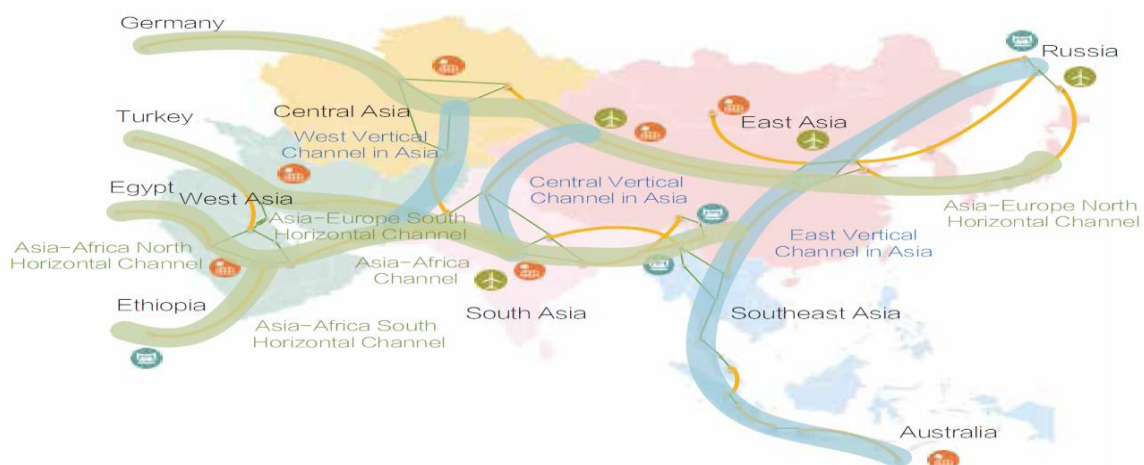 Germany
Russia
Turkey
Central Asia
East Asia
West Vertical
Channel in Asia
Egypt
West Asia
Central Vertical
Channel in Asia
Asia-Europe South
Horizontal Channel
Asia-Europe North
Horizontal Channel
Asia-Africa North
Horizontal Channel
Asia-Africa
Channel
East Vertical
Channel in Asia
Ethiopia
South Asia
Southeast Asia
Asia-Africa South
Horizontal Channel
Australia